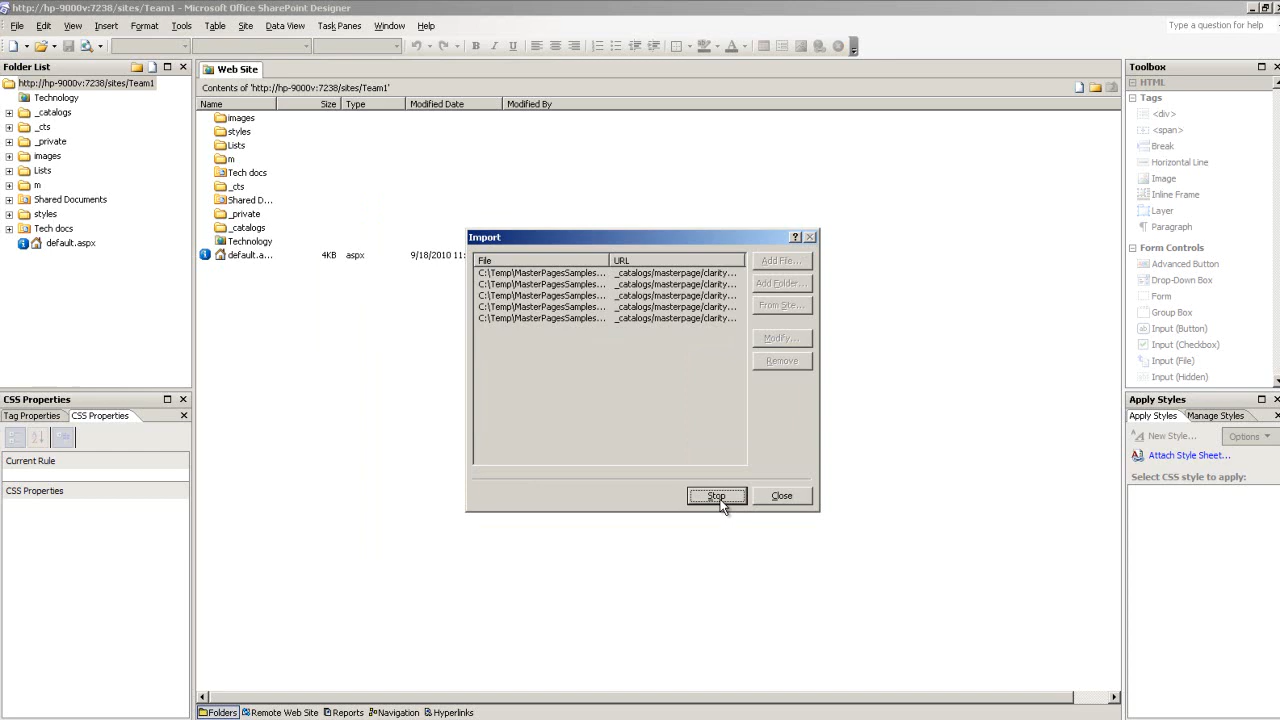 http://hp-9000v:7238/sites/Team1 - Microsoft Office SharePoint Designer
File Edit View Insert Format Tools Table Site Data View Task Panes Window Help
Type a question for help
Folder List
http://hp-9000v:7238/sites/Team1
Technology
_catalogs
_cts
_private
images
Lists
m
Shared Documents
styles
Tech docs
default.aspx
Web Site
Contents of 'http://hp-9000v:7238/sites/Team1'
Name Size Type Modified Date Modified By
images
styles
Lists
m
Tech docs
_cts
Shared D...
_private
_catalogs
Technology
default.a... 4KB aspx 9/18/2010 11:
Import
File URL
C:\Temp\MasterPagesSamples... _catalogs/masterpage/clarity...
C:\Temp\MasterPagesSamples... _catalogs/masterpage/clarity...
C:\Temp\MasterPagesSamples... _catalogs/masterpage/clarity...
C:\Temp\MasterPagesSamples... _catalogs/masterpage/clarity...
C:\Temp\MasterPagesSamples... _catalogs/masterpage/clarity...
Add File...
Add Folder...
From Site...
Modify...
Remove
Stop Close
Toolbox
HTML
Tags
<div>
<span>
Break
Horizontal Line
Image
Inline Frame
Layer
Paragraph
Form Controls
Advanced Button
Drop-Down Box
Form
Group Box
Input (Button)
Input (Checkbox)
Input (File)
Input (Hidden)
CSS Properties
Tag Properties CSS Properties
Current Rule
CSS Properties
Apply Styles
Apply Styles Manage Styles
New Style... Options
Attach Style Sheet...
Select CSS style to apply:
Folders Remote Web Site Reports Navigation Hyperlinks